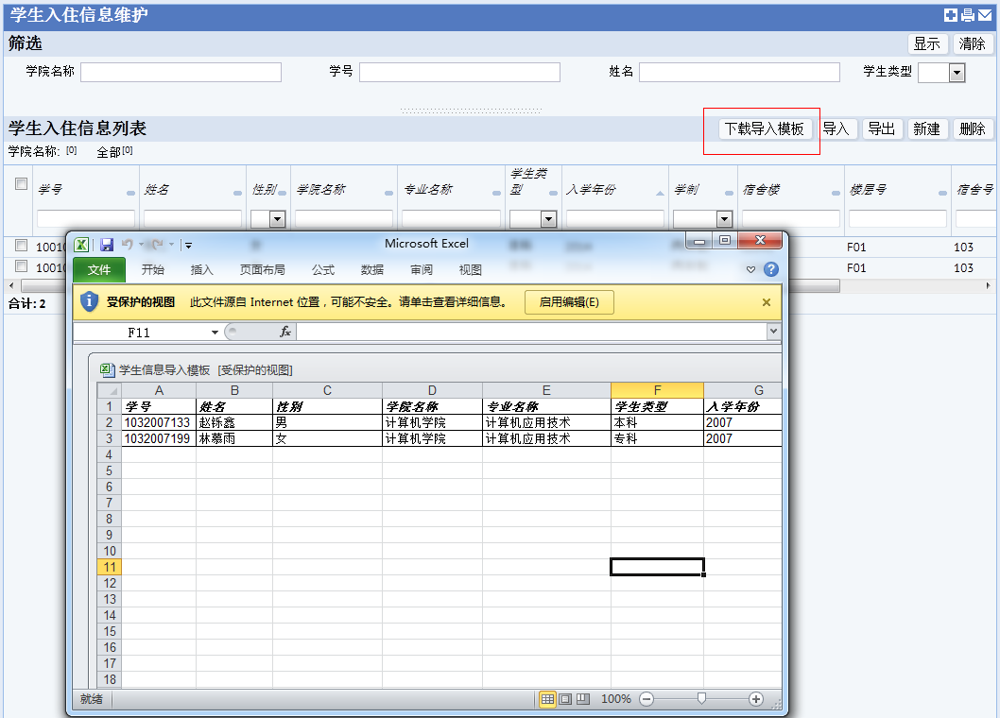 学生入住信息维护
筛选 显示 清除
学院名称 学号 姓名 学生类型
学生入住信息列表 下载导入模板 导入 导出 新建 删除
学院名称: [0] 全部[0]
学号 姓名 性别 学院名称 专业名称 学生类型 入学年份 学制 宿舍楼 楼层号 宿舍号
1001 F01 103
1001 F01 103
合计: 2
Microsoft Excel
文件 开始 插入 页面布局 公式 数据 审阅 视图
受保护的视图 此文件源自 Internet 位置，可能不安全。请单击查看详细信息。 启用编辑(E)
F11 fx
学生信息导入模板 [受保护的视图]
A B C D E F G
1 学号 姓名 性别 学院名称 专业名称 学生类型 入学年份
2 1032007133 赵铄鑫 男 计算机学院 计算机应用技术 本科 2007
3 1032007199 林慕雨 女 计算机学院 计算机应用技术 专科 2007
4
5
6
7
8
9
10
11
12
13
14
15
16
17
18
就绪 100%